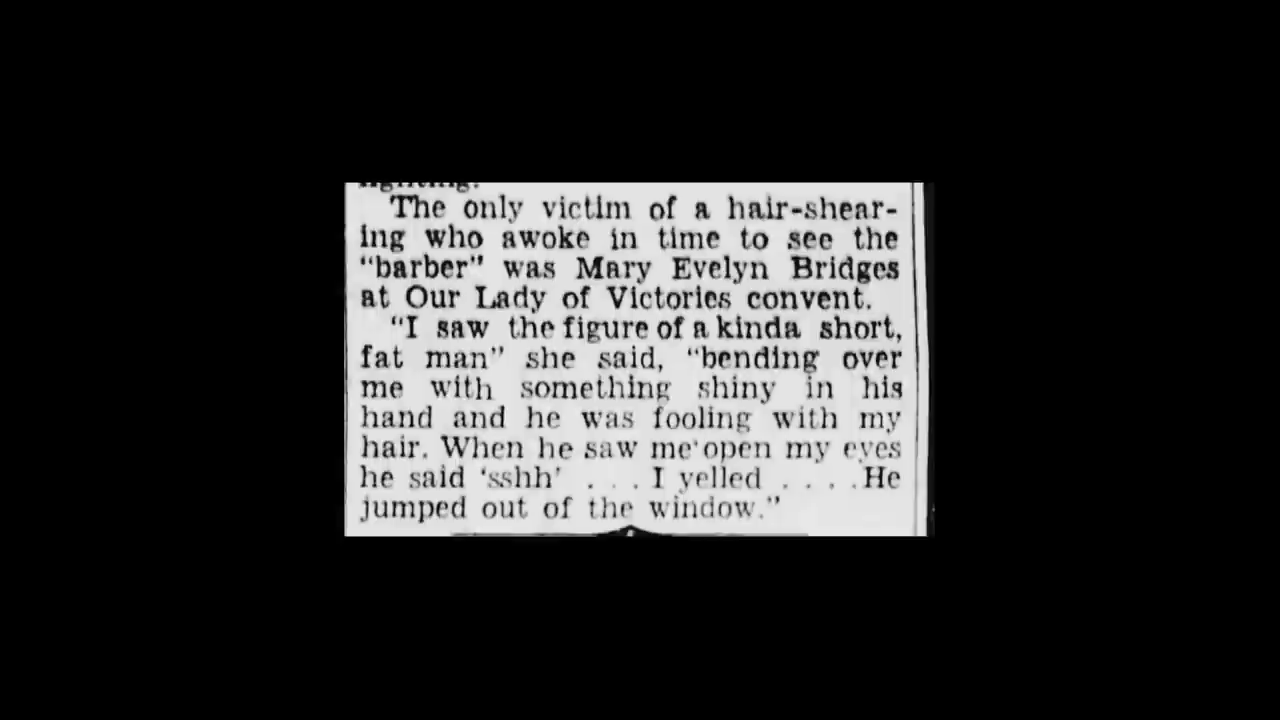 The only victim of a hair-shear-
ing who awoke in time to see the
"barber" was Mary Evelyn Bridges
at Our Lady of Victories convent.
"I saw the figure of a kinda short,
fat man" she said, "bending over
me with something shiny in his
hand and he was fooling with my
hair. When he saw me open my eyes
he said 'sshh' . . . I yelled . . . .He
jumped out of the window."